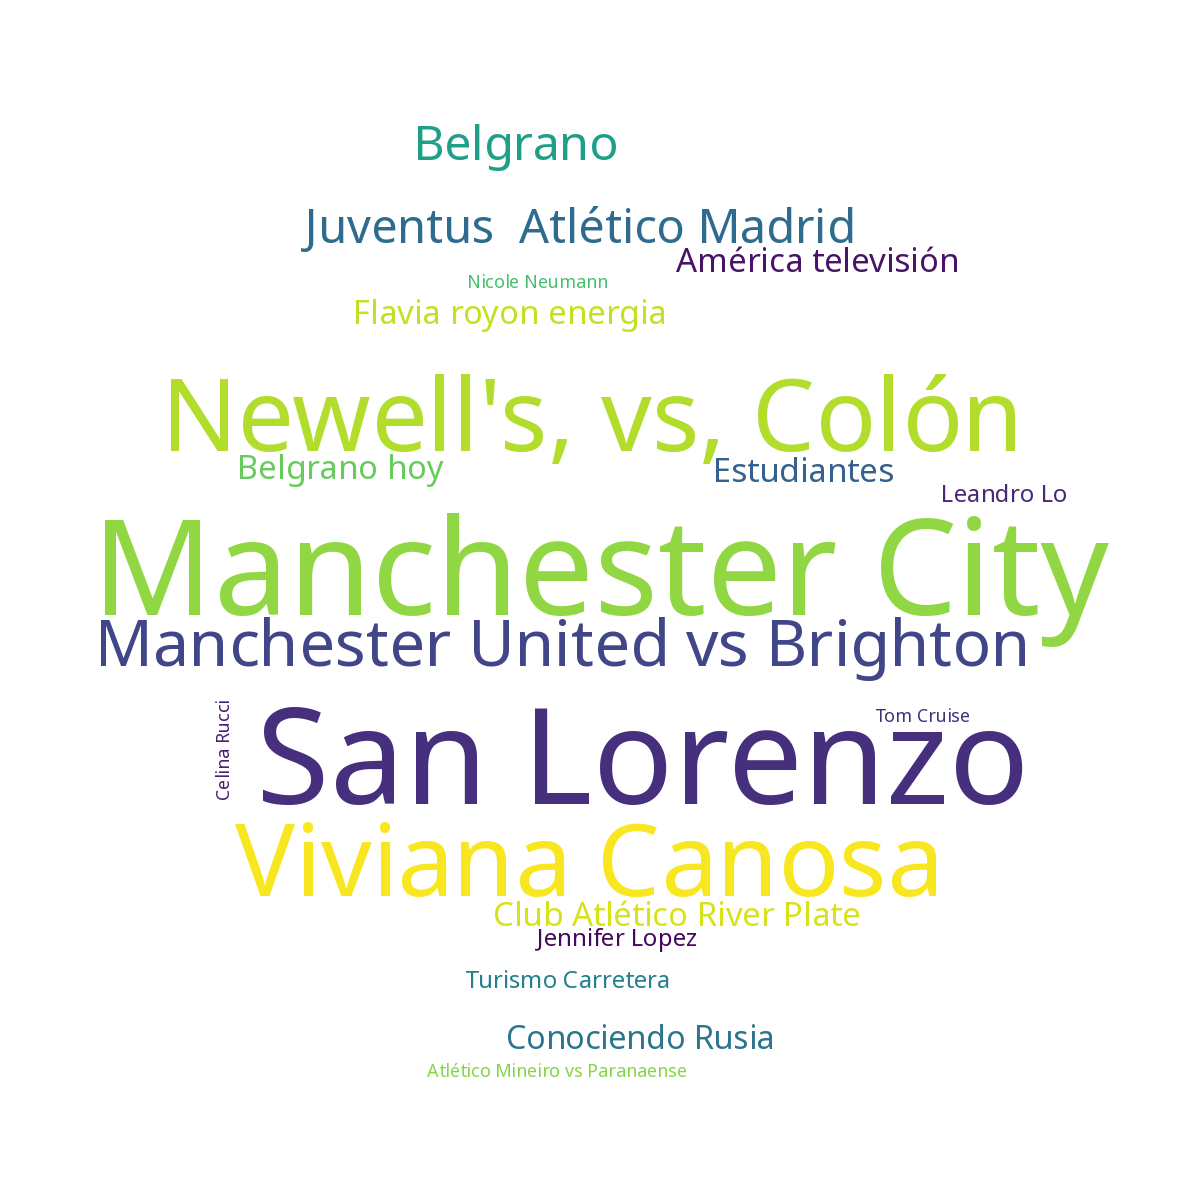 Belgrano
Juventus  Atlético Madrid
América televisión
Nicole Neumann
Flavia royon energia
Newell's, vs, Colón
Belgrano hoy
Estudiantes
Leandro Lo
Manchester City
Manchester United vs Brighton
Celina Rucci
Tom Cruise
San Lorenzo
Viviana Canosa
Club Atlético River Plate
Jennifer Lopez
Turismo Carretera
Conociendo Rusia
Atlético Mineiro vs Paranaense